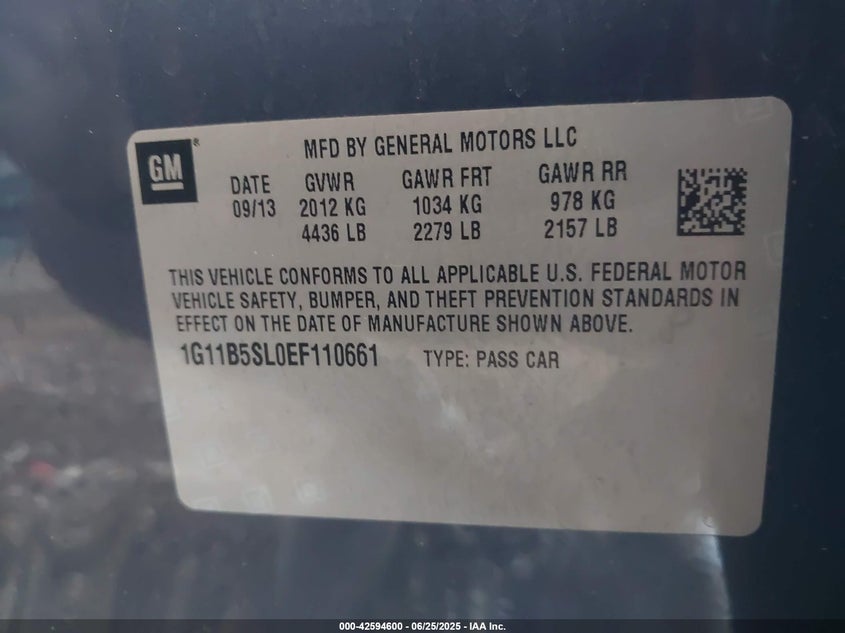 MFD BY GENERAL MOTORS LLC
GM®
DATE GVWR GAWR FRT GAWR RR
09/13 2012 KG 1034 KG 978 KG
4436 LB 2279 LB 2157 LB
THIS VEHICLE CONFORMS TO ALL APPLICABLE U.S. FEDERAL MOTOR
VEHICLE SAFETY, BUMPER, AND THEFT PREVENTION STANDARDS IN
EFFECT ON THE DATE OF MANUFACTURE SHOWN ABOVE.
1G11B5SL0EF110661 TYPE: PASS CAR
000-42594600 - 06/25/2025 - IAA Inc.